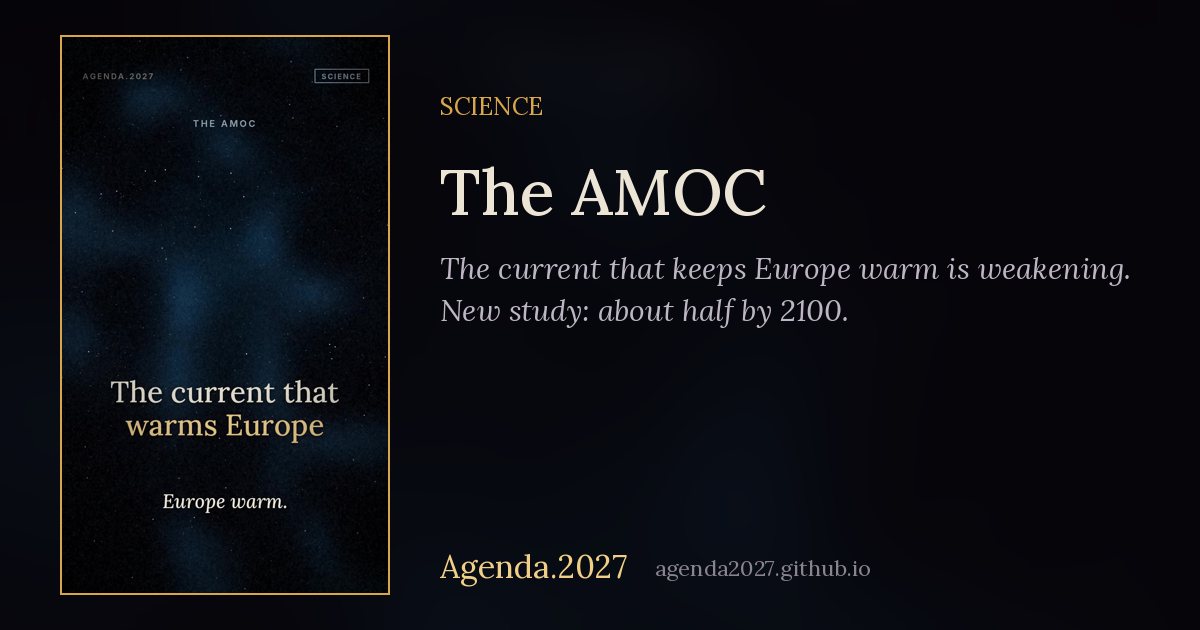 AGENDA.2027
SCIENCE
THE AMOC
The current that
warms Europe
Europe warm.
SCIENCE
The AMOC
The current that keeps Europe warm is weakening.
New study: about half by 2100.
Agenda.2027
agenda2027.github.io